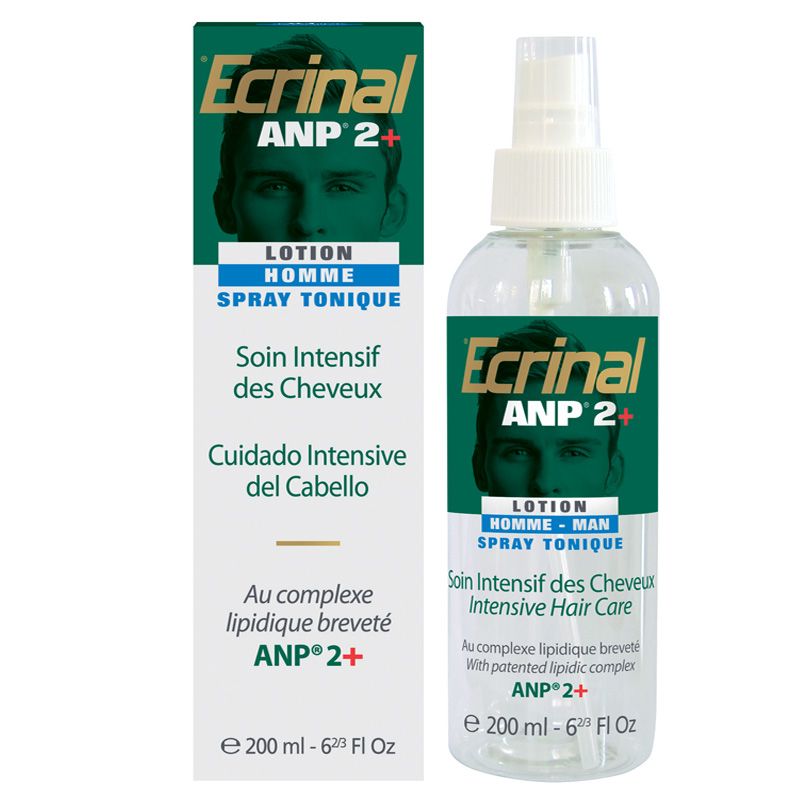 ®Ecrinal
ANP® 2+
LOTION
HOMME
SPRAY TONIQUE
Soin Intensif
des Cheveux
Cuidado Intensive
del Cabello
Au complexe
lipidique breveté
ANP® 2+
℮ 200 ml - 6 2/3 Fl Oz
®Ecrinal
ANP® 2+
LOTION
HOMME - MAN
SPRAY TONIQUE
Soin Intensif des Cheveux
Intensive Hair Care
Au complexe lipidique breveté
With patented lipidic complex
ANP® 2+
℮ 200 ml - 6 2/3 Fl Oz